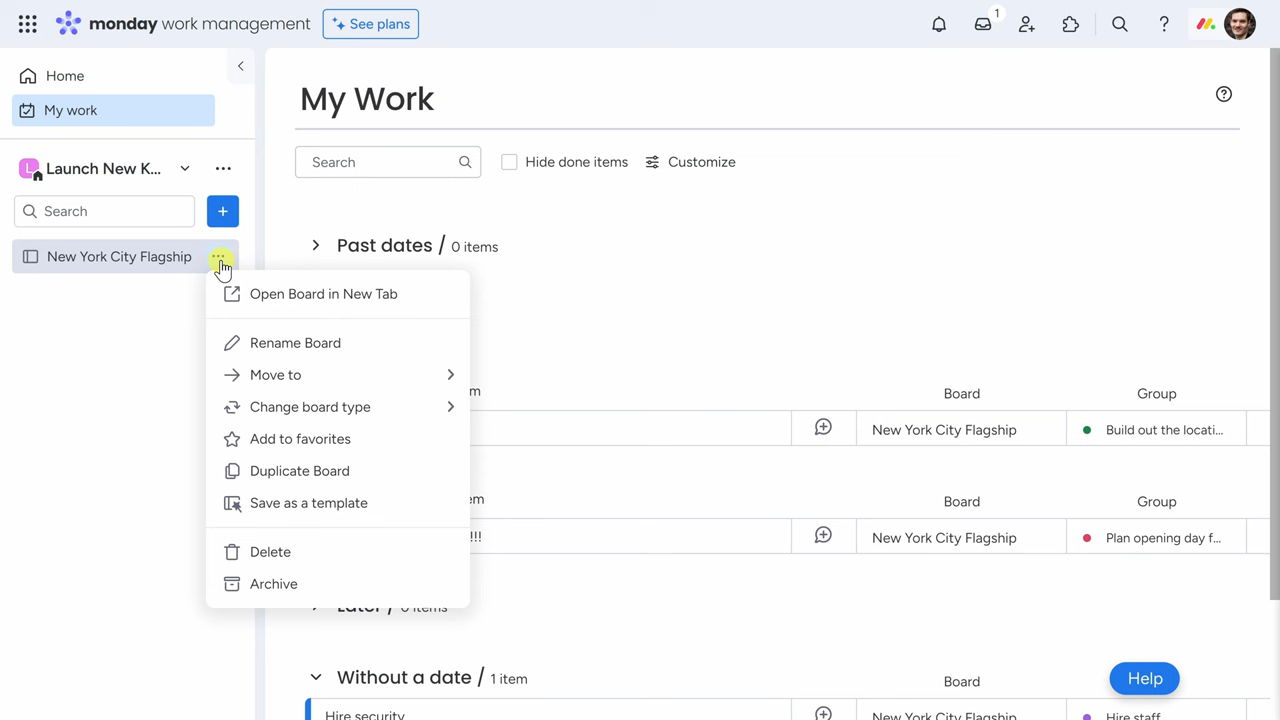 monday work management
See plans
1
Home
My work
My Work
Launch New K...
Search
Hide done items
Customize
L
Search
+
New York City Flagship
Past dates / 0 items
Open Board in New Tab
Rename Board
Move to
Change board type
Add to favorites
Duplicate Board
Save as a template
Delete
Archive
Board
Group
New York City Flagship
Build out the locati...
Board
Group
!!!
New York City Flagship
Plan opening day f...
Later / 0 items
Without a date / 1 item
Board
Help
Hire security
New York City Flagship
Hire staff